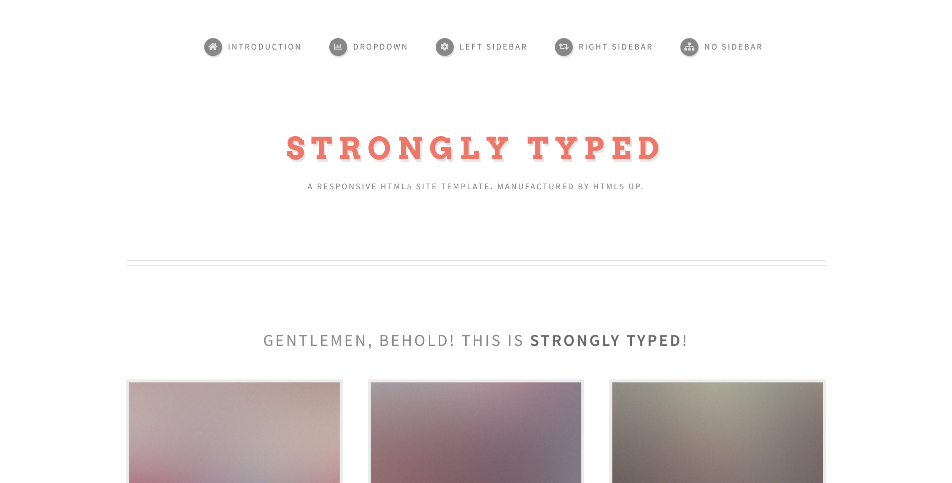 INTRODUCTION DROPDOWN LEFT SIDEBAR RIGHT SIDEBAR NO SIDEBAR
STRONGLY TYPED
A RESPONSIVE HTML5 SITE TEMPLATE. MANUFACTURED BY HTML5 UP.
GENTLEMEN, BEHOLD! THIS IS STRONGLY TYPED!